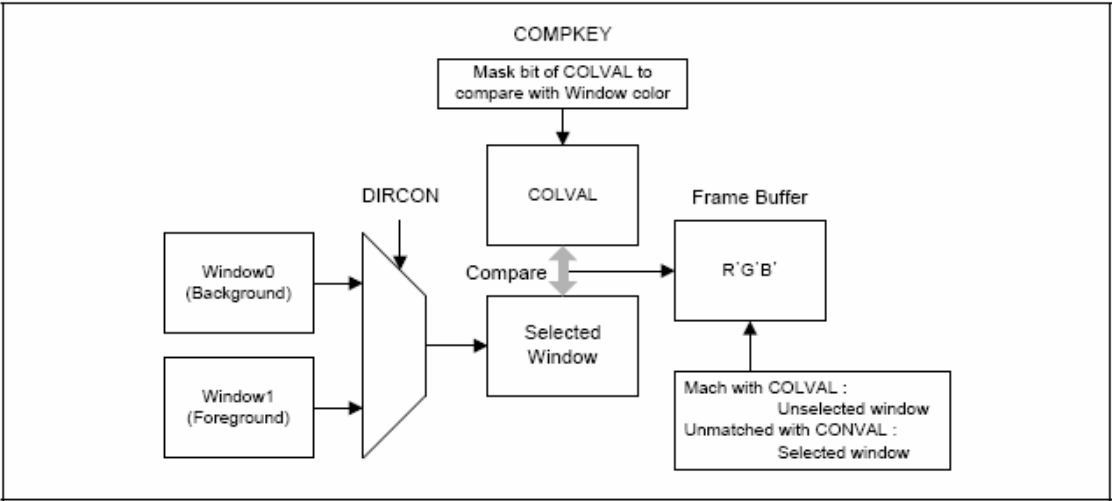 COMPKEY
Mask bit of COLVAL to
compare with Window color
COLVAL
DIRCON
Frame Buffer
Window0
(Background)
Compare
R'G'B'
Selected
Window
Window1
(Foreground)
Mach with COLVAL :
Unselected window
Unmatched with CONVAL :
Selected window